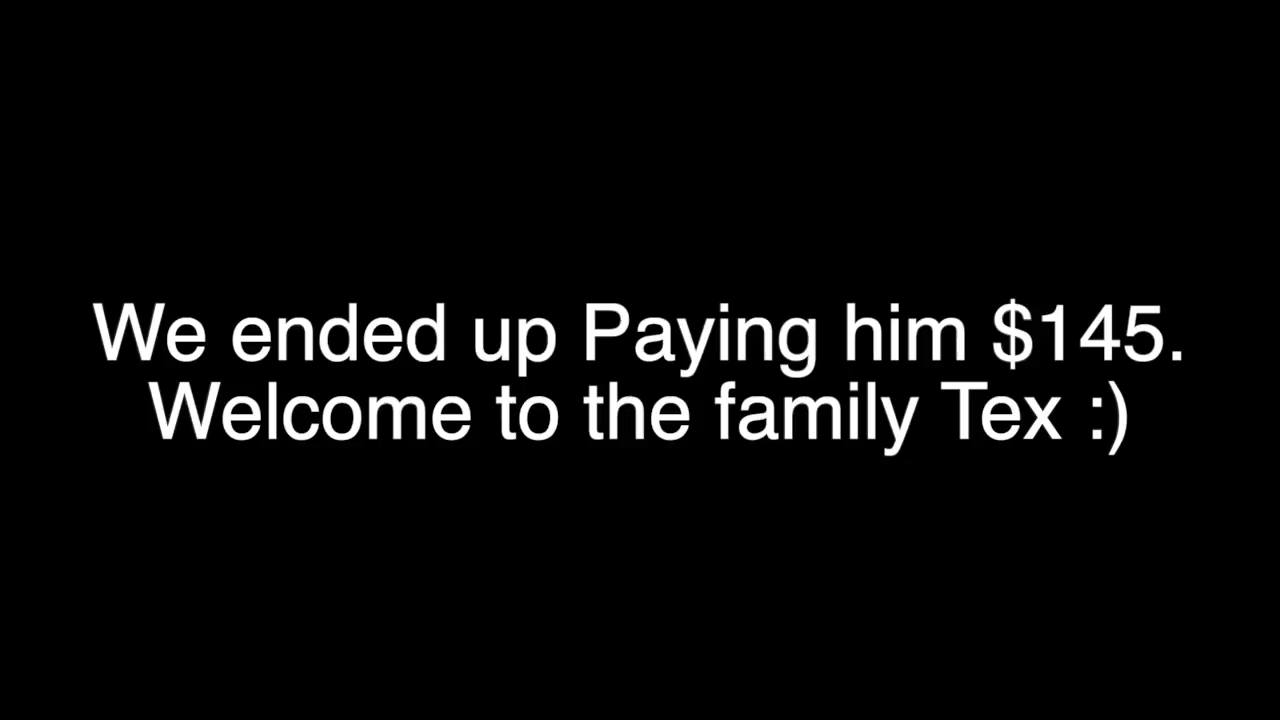 We ended up Paying him $145.
Welcome to the family Tex :)